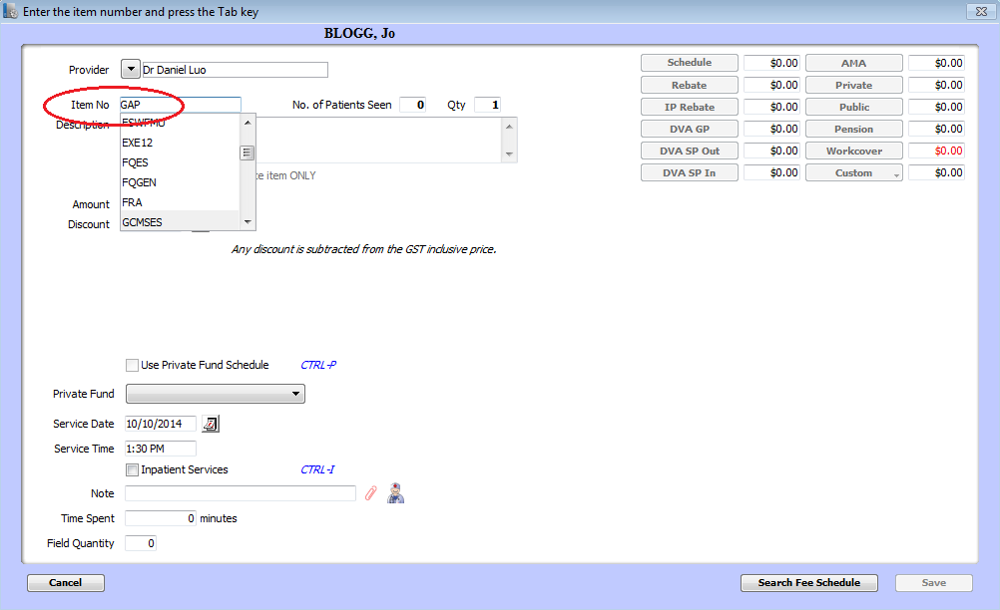 Enter the item number and press the Tab key
BLOGG, Jo
Provider Dr Daniel Luo
Item No GAP No. of Patients Seen 0 Qty 1
Description
ESWFMO
EXE12
FQES
FQGEN
FRA
GCMSES
item ONLY
Amount
Discount
Any discount is subtracted from the GST inclusive price.
Schedule $0.00 AMA $0.00
Rebate $0.00 Private $0.00
IP Rebate $0.00 Public $0.00
DVA GP $0.00 Pension $0.00
DVA SP Out $0.00 Workcover $0.00
DVA SP In $0.00 Custom $0.00
Use Private Fund Schedule CTRL-P
Private Fund
Service Date 10/10/2014
Service Time 1:30 PM
Inpatient Services CTRL-I
Note
Time Spent 0 minutes
Field Quantity 0
Cancel Search Fee Schedule Save